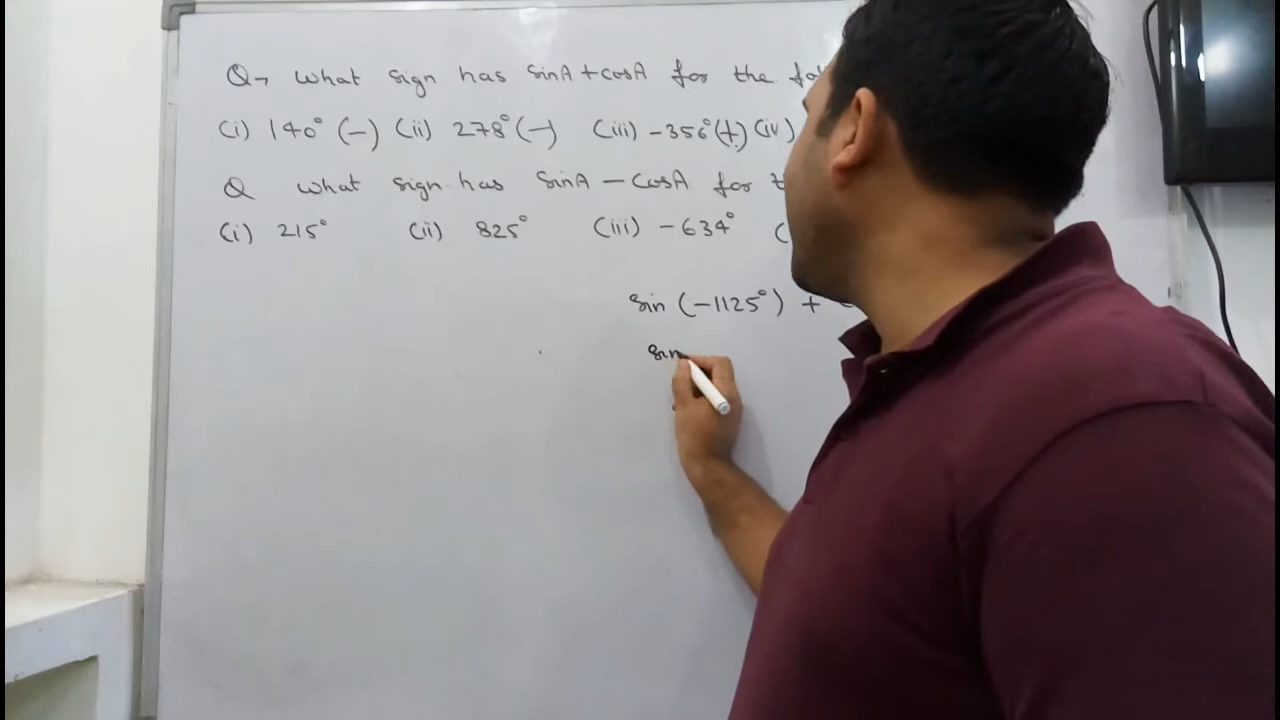 Q→ What sign has sinA+cosA for the
(i) 140° (−) (ii) 278° (−) (iii) −356° (+) (iv)
Q What sign has SinA − CosA for
(i) 215° (ii) 825° (iii) −634° (
Sin (−1125°) +
Sin